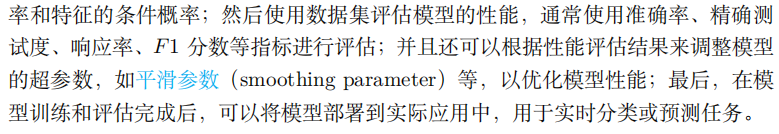 率和特征的条件概率；然后使用数据集评估模型的性能，通常使用准确率、精确测
试度、响应率、F1 分数等指标进行评估；并且还可以根据性能评估结果来调整模型
的超参数，如平滑参数（smoothing parameter）等，以优化模型性能；最后，在模
型训练和评估完成后，可以将模型部署到实际应用中，用于实时分类或预测任务。